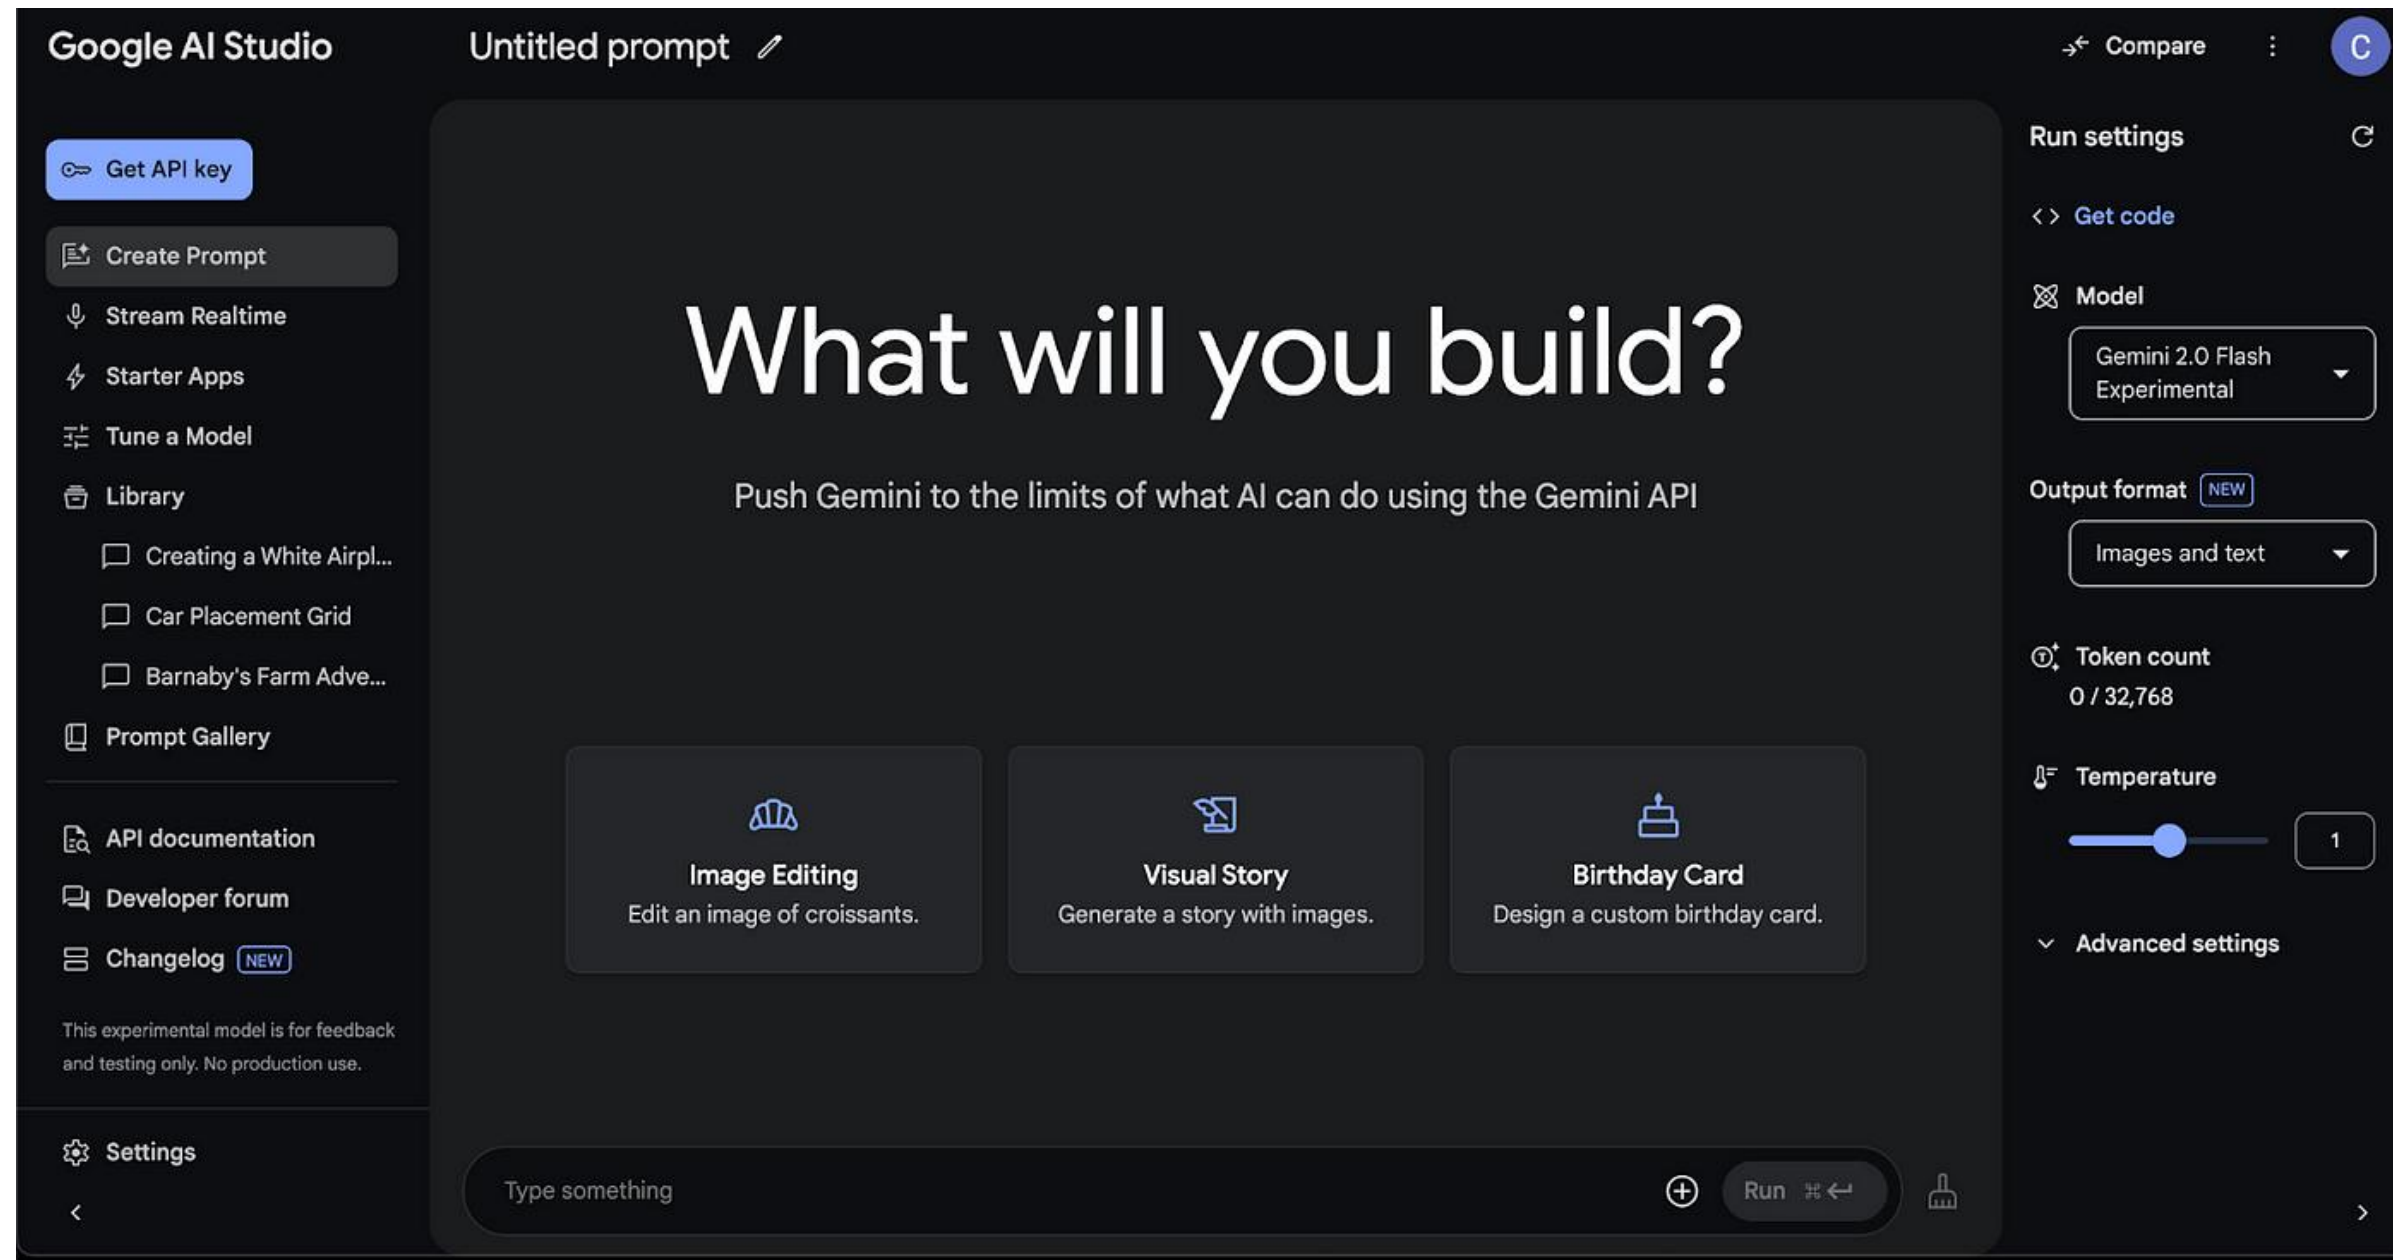 Google AI Studio
Untitled prompt
Compare
C
Get API key
Create Prompt
Stream Realtime
Starter Apps
Tune a Model
Library
Creating a White Airpl...
Car Placement Grid
Barnaby's Farm Adve...
Prompt Gallery
API documentation
Developer forum
Changelog NEW
This experimental model is for feedback
and testing only. No production use.
Settings
What will you build?
Push Gemini to the limits of what AI can do using the Gemini API
Image Editing
Edit an image of croissants.
Visual Story
Generate a story with images.
Birthday Card
Design a custom birthday card.
Type something
Run ⌘↵
Run settings
Get code
Model
Gemini 2.0 Flash
Experimental
Output format NEW
Images and text
Token count
0 / 32,768
Temperature
1
Advanced settings